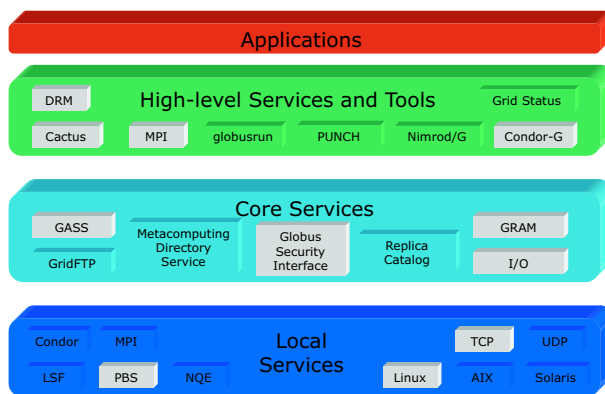 Applications
DRM
High-level Services and Tools
Grid Status
Cactus
MPI
globusrun
PUNCH
Nimrod/G
Condor-G
Core Services
GASS
Metacomputing
Directory
Service
Globus
Security
Interface
Replica
Catalog
GRAM
GridFTP
I/O
Condor
MPI
Local
Services
TCP
UDP
LSF
PBS
NQE
Linux
AIX
Solaris